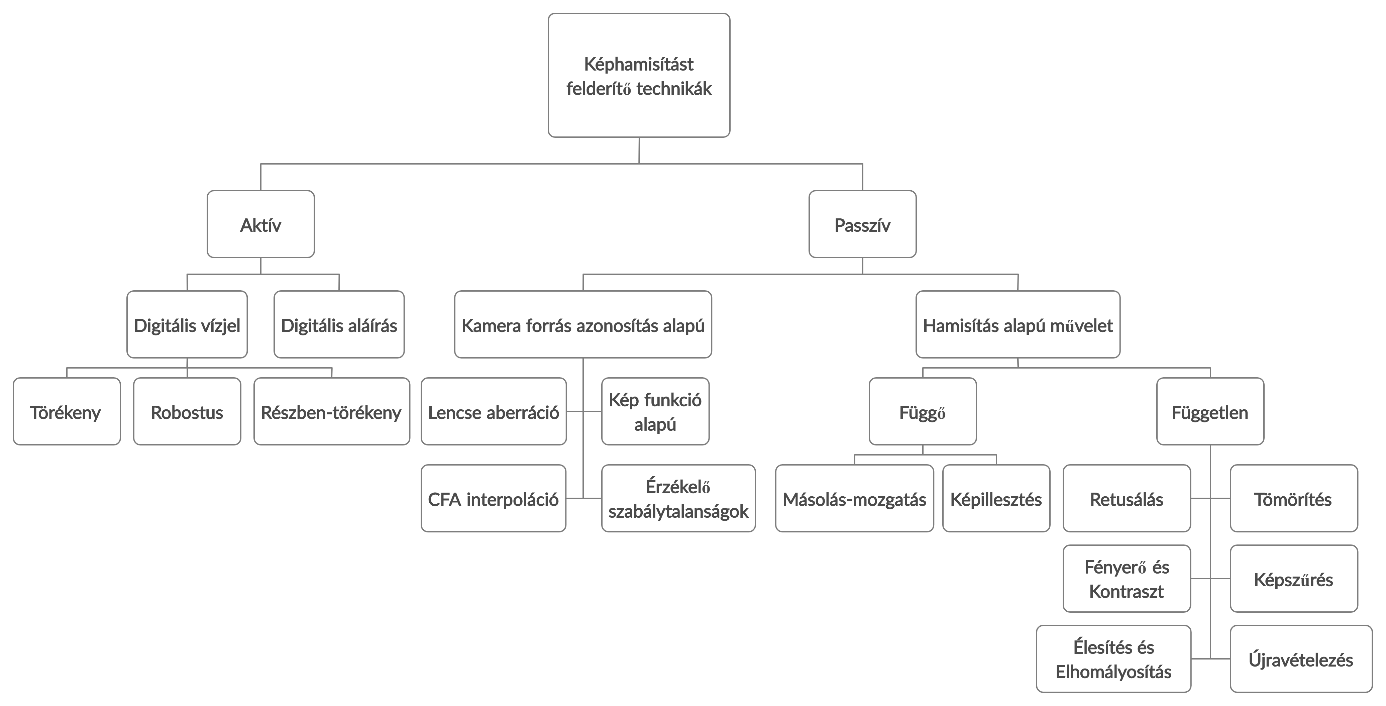 Képhamisítást
felderítő technikák
Aktív
Passzív
Digitális vízjel
Digitális aláírás
Kamera forrás azonosítás alapú
Hamisítás alapú művelet
Törékeny
Robostus
Részben-törékeny
Lencse aberráció
Kép funkció
alapú
Függő
Független
CFA interpoláció
Érzékelő
szabálytalanságok
Másolás-mozgatás
Képillesztés
Retusálás
Tömörítés
Fényerő és
Kontraszt
Képszűrés
Élesítés és
Elhomályosítás
Újravételezés